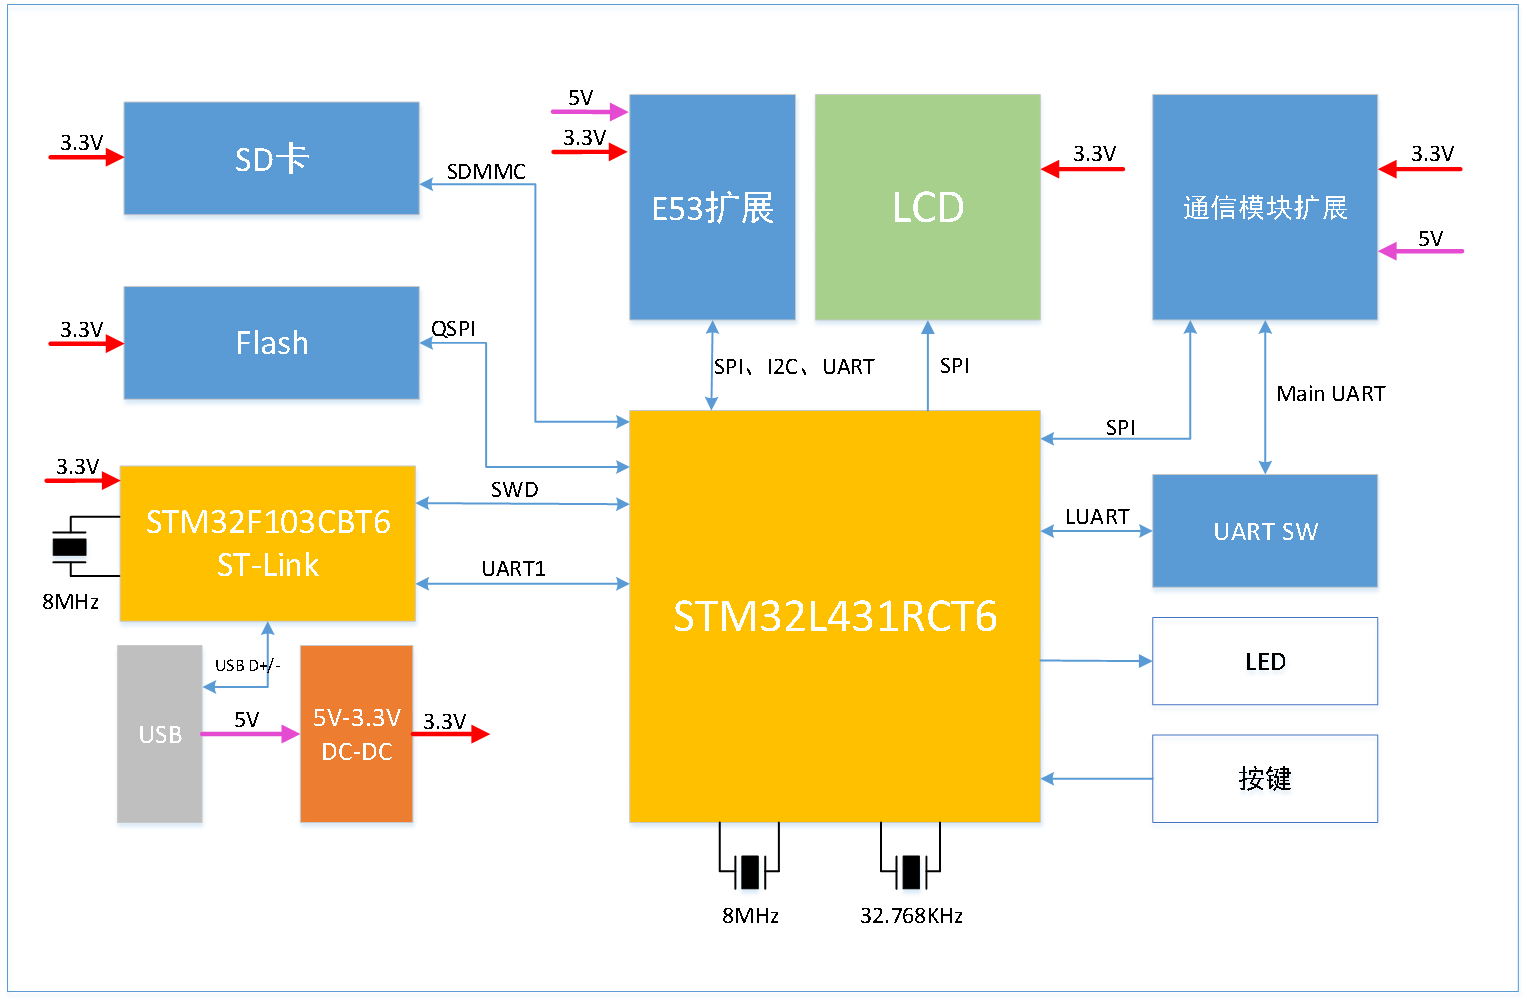 5V
3.3V
3.3V
SD卡
SDMMC
E53扩展
LCD
3.3V
通信模块扩展
3.3V
5V
3.3V
Flash
QSPI
SPI、I2C、UART
SPI
Main UART
SPI
3.3V
STM32F103CBT6
ST-Link
8MHz
SWD
UART1
STM32L431RCT6
LUART
UART SW
LED
按键
USB D+/-
USB
5V
5V-3.3V
DC-DC
3.3V
8MHz
32.768KHz